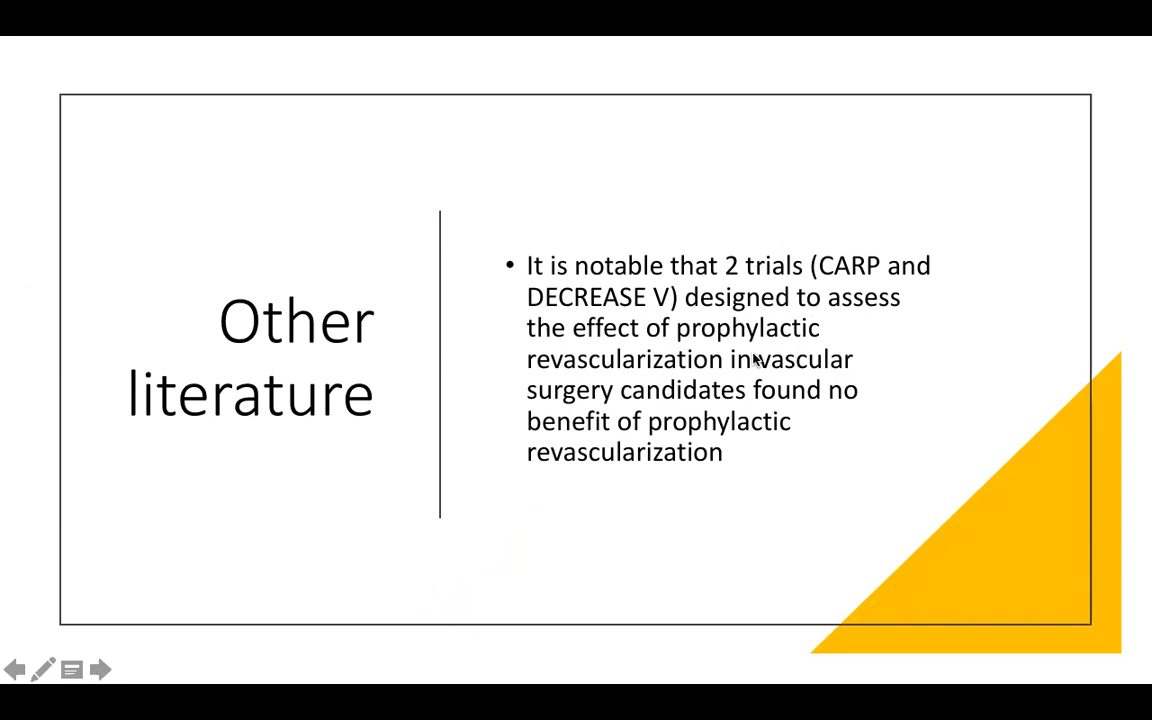 Other
literature
• It is notable that 2 trials (CARP and
DECREASE V) designed to assess
the effect of prophylactic
revascularization in vascular
surgery candidates found no
benefit of prophylactic
revascularization